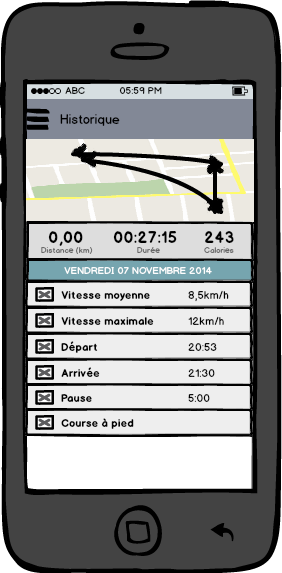 ABC 05:59 PM
Historique
0,00 00:27:15 243
Distance (km) Durée Calories
VENDREDI 07 NOVEMBRE 2014
Vitesse moyenne 8,5km/h
Vitesse maximale 12km/h
Départ 20:53
Arrivée 21:30
Pause 5:00
Course à pied